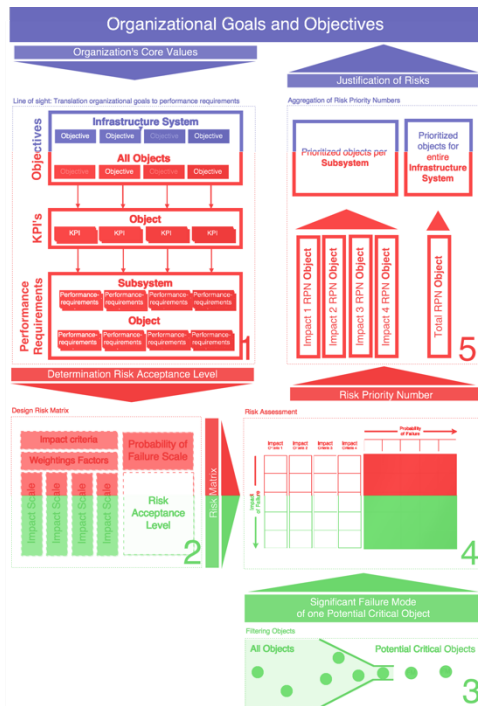 Organizational Goals and Objectives
Organization's Core Values
Justification of Risks
Line of sight: Translation organizational goals to performance requirements
Objectives
Infrastructure System
Objective Objective Objective Objective
All Objects
Objective Objective Objective Objective
KPI's
Object
KPI KPI KPI KPI
Performance
Requirements
Subsystem
Performance-
requirements
Performance-
requirements
Performance-
requirements
Performance-
requirements
Object
Performance-
requirements
Performance-
requirements
Performance-
requirements
Performance-
requirements
1
Aggregation of Risk Priority Numbers
Prioritized objects per
Subsystem
Prioritized
objects for
entire
Infrastructure
System
Impact 1 RPN Object
Impact 2 RPN Object
Impact 3 RPN Object
Impact 4 RPN Object
Total RPN Object
5
Determination Risk Acceptance Level
Risk Priority Number
Design Risk Matrix
Impact criteria
Weightings Factors
Impact Scale
Impact Scale
Impact Scale
Impact Scale
Probability of
Failure Scale
Risk
Acceptance
Level
2
Risk Matrix
Risk Assessment
Probability
of Failure
Impact
Impact
Impact
Impact
Impact
of Failure
4
Significant Failure Mode
of one Potential Critical Object
Filtering Objects
All Objects
Potential Critical Objects
3